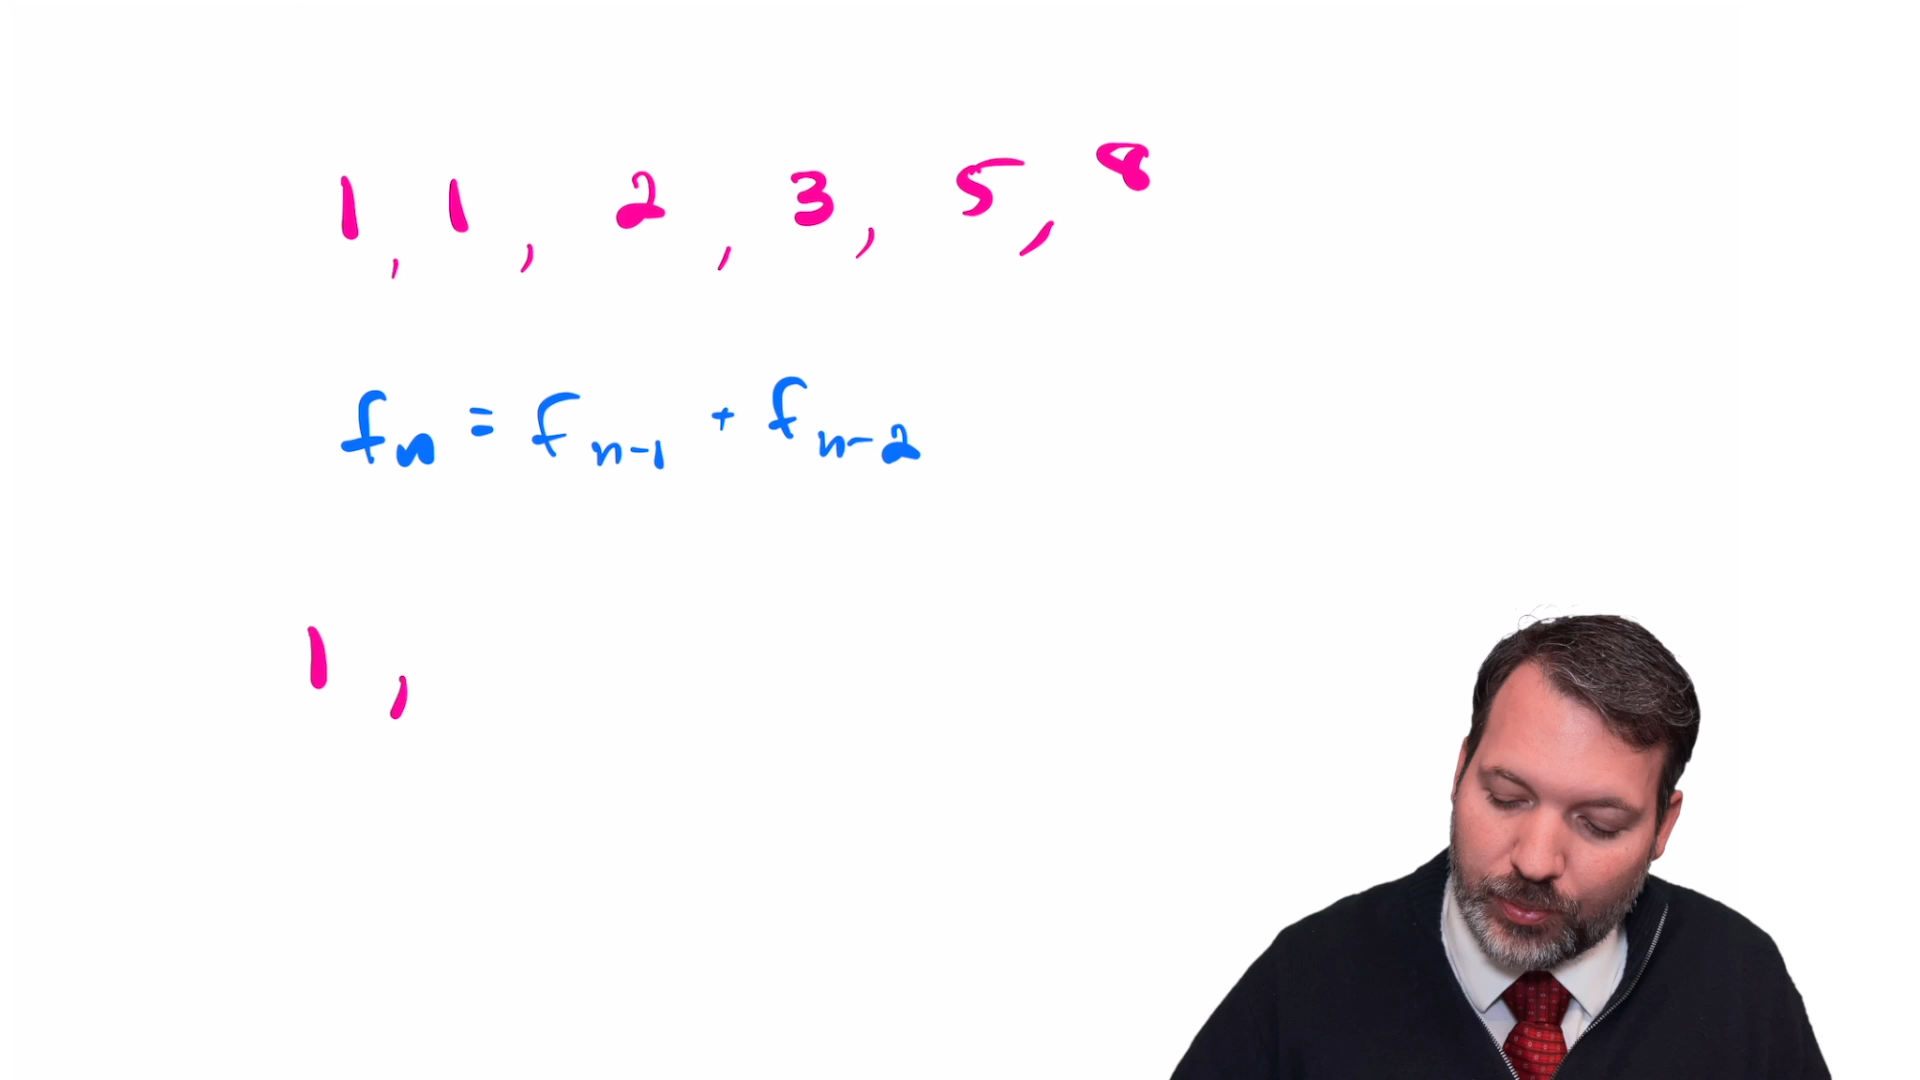 1, 1, 2, 3, 5, 8
fₙ = fₙ₋₁ + fₙ₋₂
1,